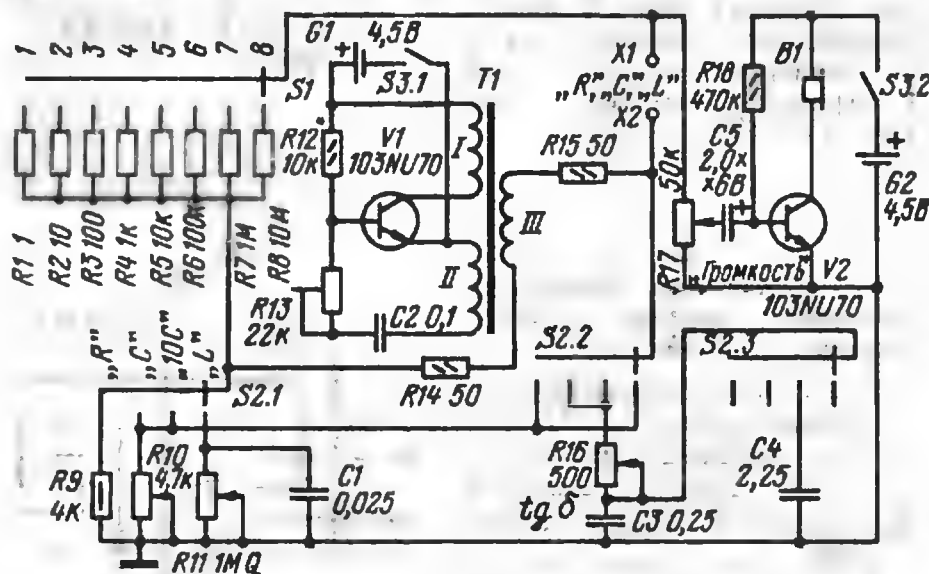 1 2 3 4 5 6 7 8
S1
G1
4,5В
S3.1
T1
R12*
10к
V1
103NU70
I
II
III
X1
„R”, „C”, „L”
X2
R15 50
50к
R17
„Громкость”
R18
470к
C5
2,0х
х6В
B1
S3.2
G2
4,5В
V2
103NU70
R1 1
R2 10
R3 100
R4 1к
R5 10к
R6 100к
R7 1М
R8 10М
R13
22к
C2 0,1
R14 50
„R”
„C”
„10C”
„L”
S2.1
S2.2
S2.3
R9
4к
R10
4,7к
R11 1М Q
C1
0,025
R16
500
tg δ
C3 0,25
C4
2,25